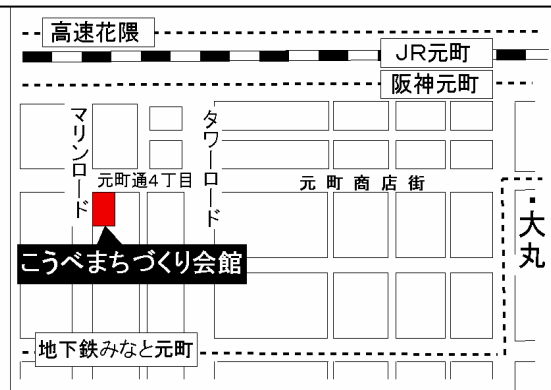 高速花隈
JR元町
阪神元町
マリンロード
タワーロード
元町通4丁目
元町商店街
・大丸
こうべまちづくり会館
地下鉄みなと元町